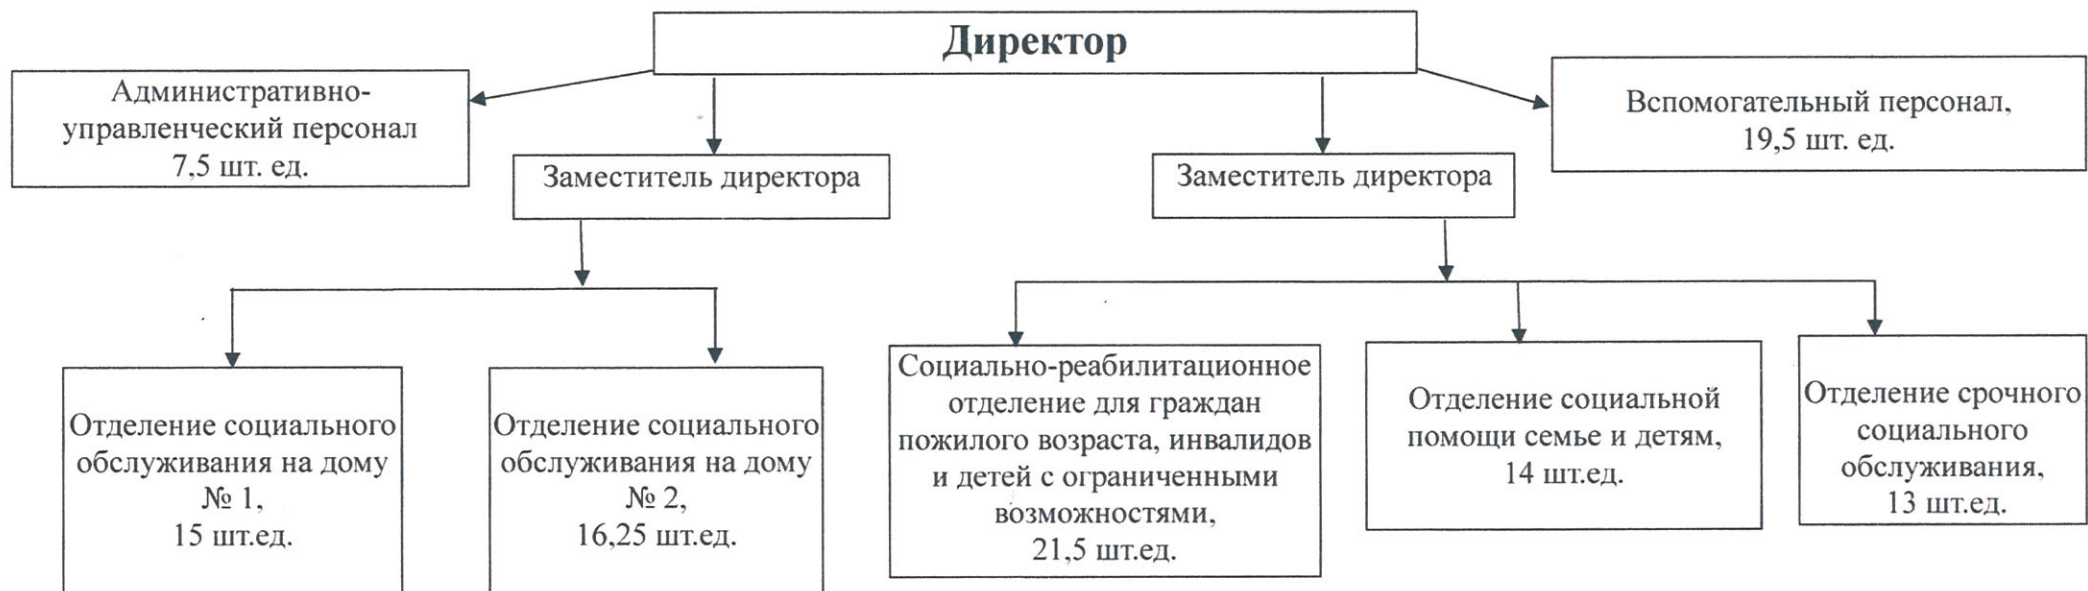 Директор
Административно-
управленческий персонал
7,5 шт. ед.
Вспомогательный персонал,
19,5 шт. ед.
Заместитель директора
Заместитель директора
Отделение социального
обслуживания на дому
№ 1,
15 шт.ед.
Отделение социального
обслуживания на дому
№ 2,
16,25 шт.ед.
Социально-реабилитационное
отделение для граждан
пожилого возраста, инвалидов
и детей с ограниченными
возможностями,
21,5 шт.ед.
Отделение социальной
помощи семье и детям,
14 шт.ед.
Отделение срочного
социального
обслуживания,
13 шт.ед.